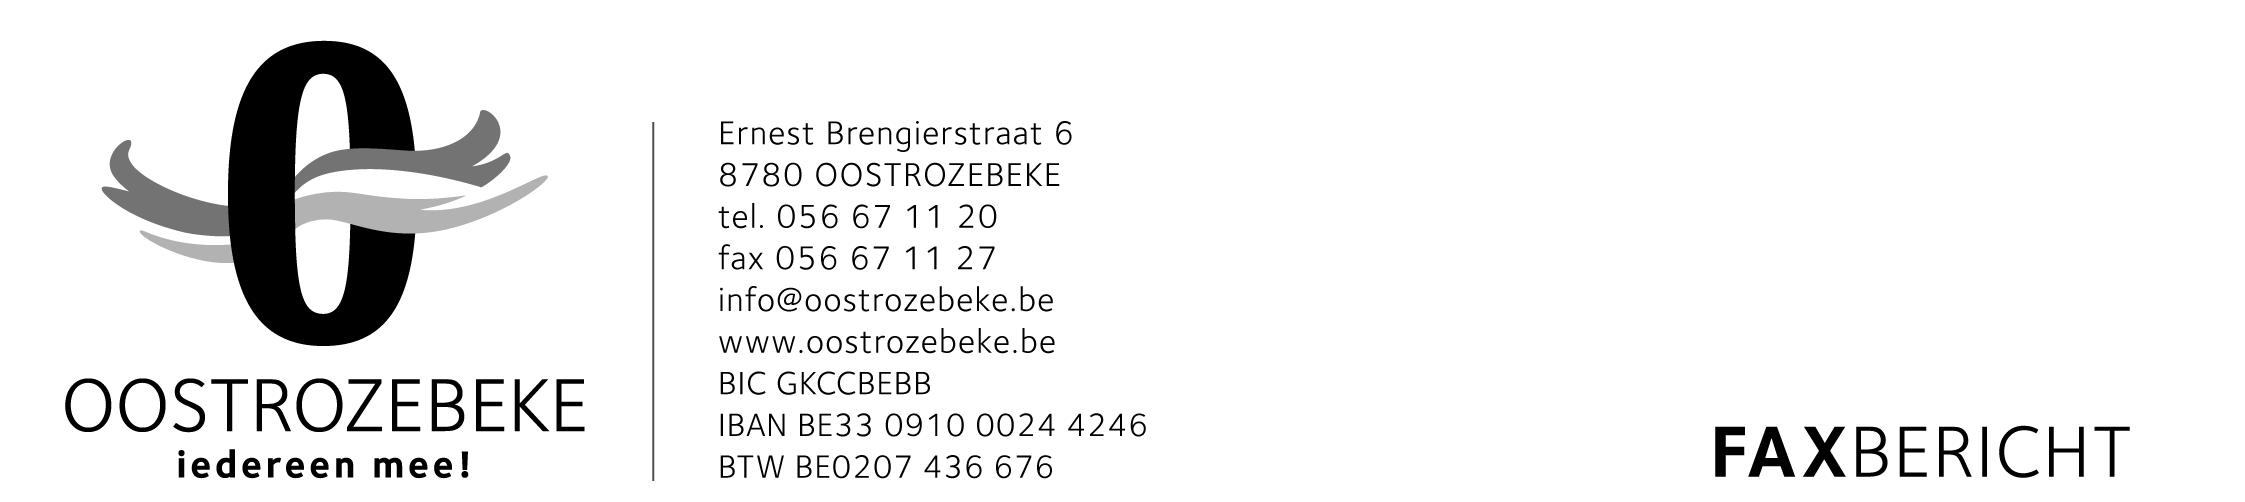 OOSTROZEBEKE
iedereen mee!
Ernest Brengierstraat 6
8780 OOSTROZEBEKE
tel. 056 67 11 20
fax 056 67 11 27
info@oostrozebeke.be
www.oostrozebeke.be
BIC GKCCBEBB
IBAN BE33 0910 0024 4246
BTW BE0207 436 676
FAXBERICHT